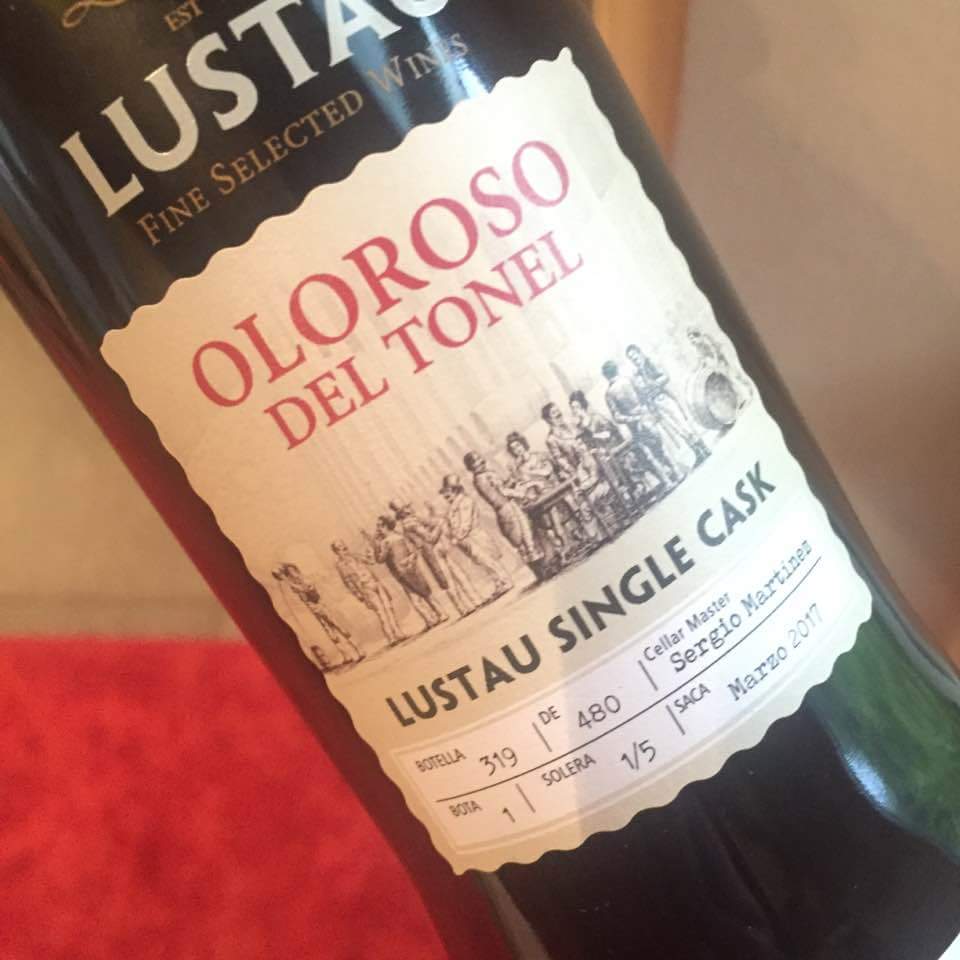 EST
LUSTAU
FINE SELECTED WINES
OLOROSO
DEL TONEL
LUSTAU SINGLE CASK
BOTELLA 319 DE 480 Cellar Master Sergio Martinez
BOTA 1 SOLERA 1/5 SACA Marzo 2017